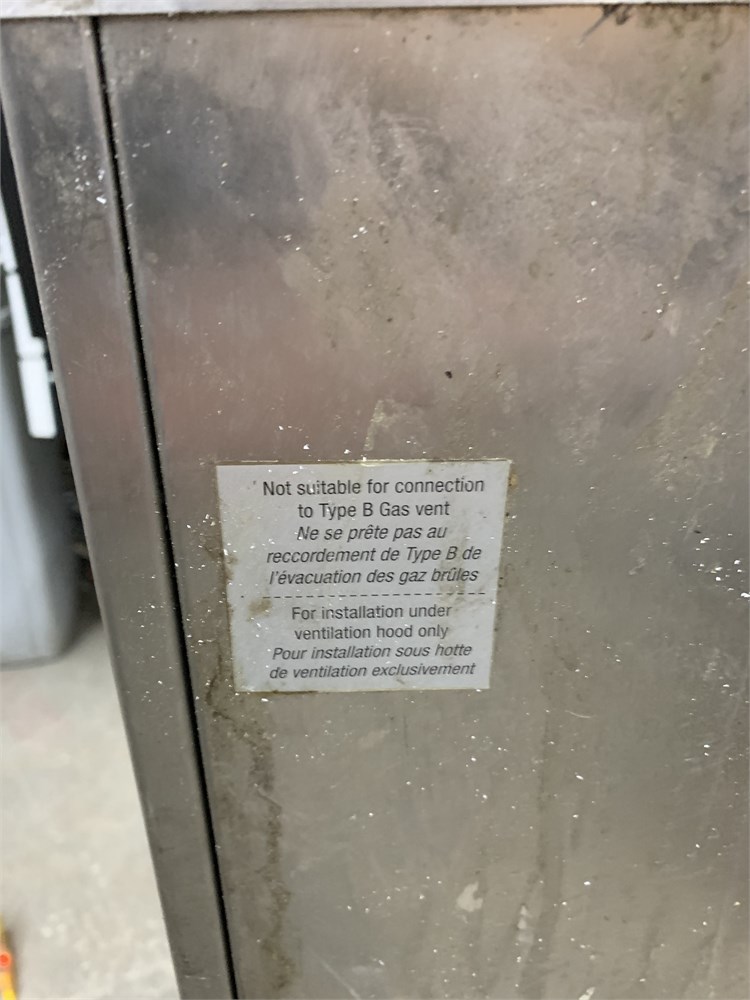 Not suitable for connection
to Type B Gas vent
Ne se prête pas au
reccordement de Type B de
l'évacuation des gaz brûles
For installation under
ventilation hood only
Pour installation sous hotte
de ventilation exclusivement